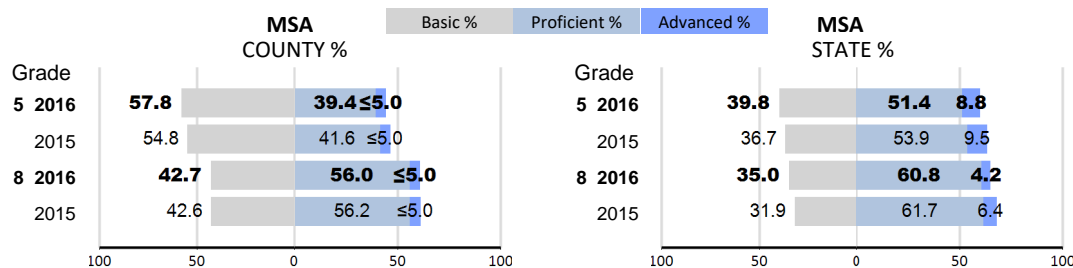 Basic % Proficient % Advanced %
MSA
COUNTY %
Grade
5 2016 57.8 39.4 ≤5.0
2015 54.8 41.6 ≤5.0
8 2016 42.7 56.0 ≤5.0
2015 42.6 56.2 ≤5.0
100 50 0 50 100
MSA
STATE %
Grade
5 2016 39.8 51.4 8.8
2015 36.7 53.9 9.5
8 2016 35.0 60.8 4.2
2015 31.9 61.7 6.4
100 50 0 50 100